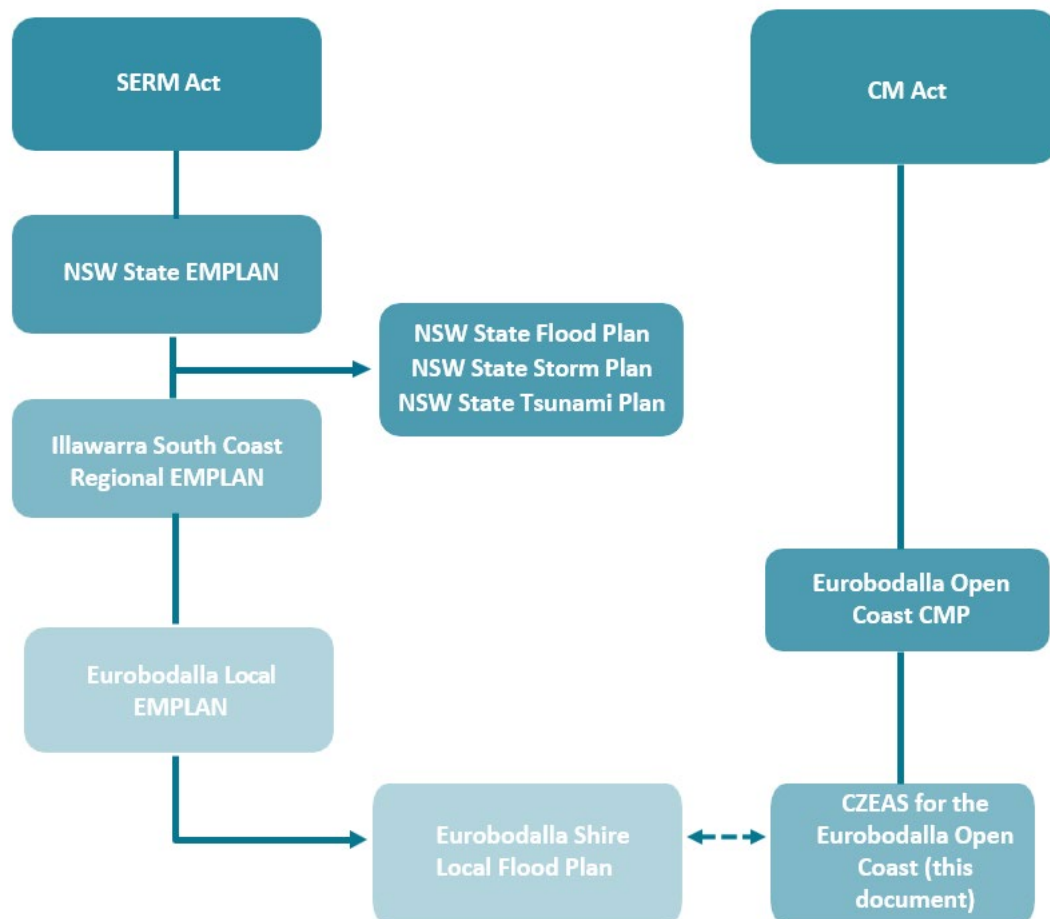 SERM Act
CM Act
NSW State EMPLAN
NSW State Flood Plan
NSW State Storm Plan
NSW State Tsunami Plan
Illawarra South Coast
Regional EMPLAN
Eurobodalla Open
Coast CMP
Eurobodalla Local
EMPLAN
Eurobodalla Shire
Local Flood Plan
CZEAS for the
Eurobodalla Open
Coast (this
document)